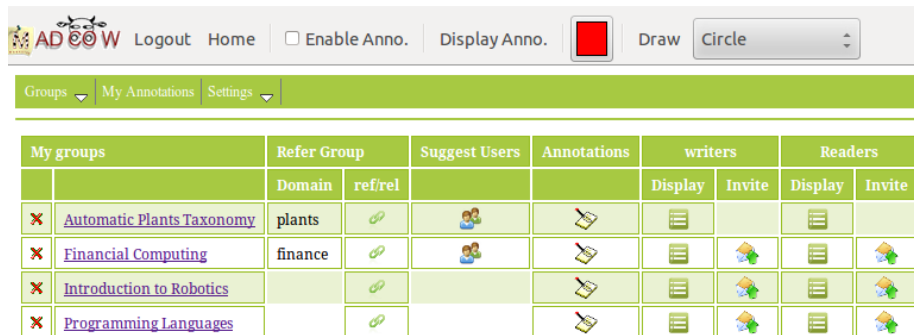 MADCOW Logout Home Enable Anno. Display Anno. Draw Circle
Groups My Annotations Settings
My groups Refer Group Suggest Users Annotations writers Readers
Domain ref/rel Display Invite Display Invite
Automatic Plants Taxonomy plants
Financial Computing finance
Introduction to Robotics
Programming Languages